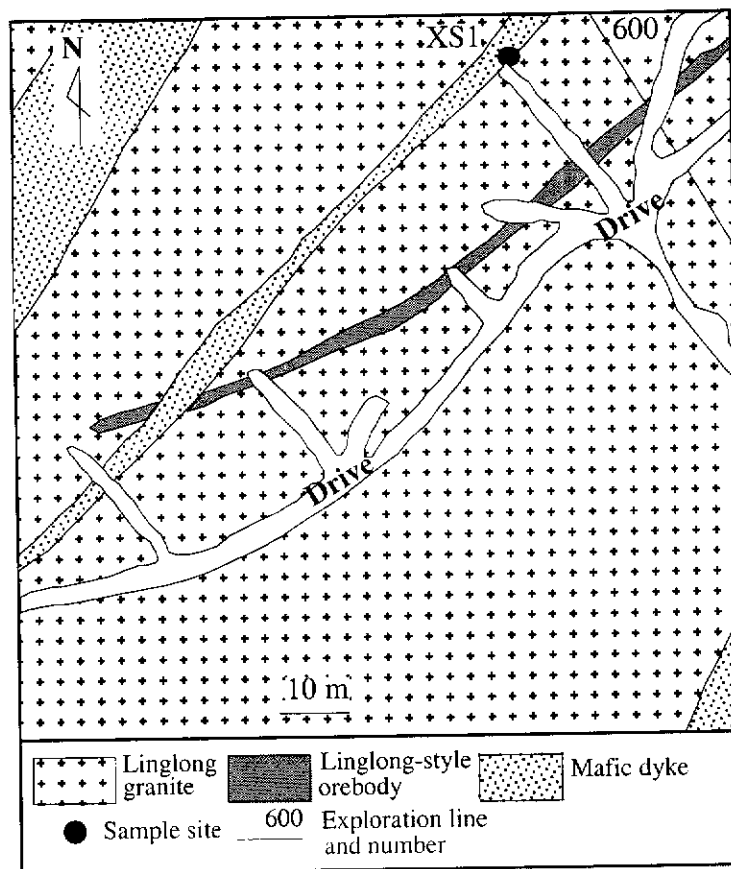 XS1
600
N
Drive
Drive
10 m
Linglong granite
Linglong-style orebody
Mafic dyke
Sample site
600
Exploration line and number